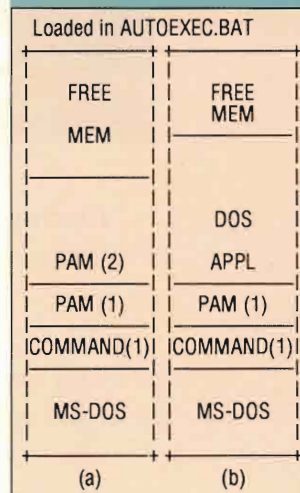 Loaded in AUTOEXEC.BAT
FREE FREE
MEM MEM
DOS
PAM (2) APPL
PAM (1) PAM (1)
COMMAND(1) COMMAND(1)
MS-DOS MS-DOS
(a) (b)